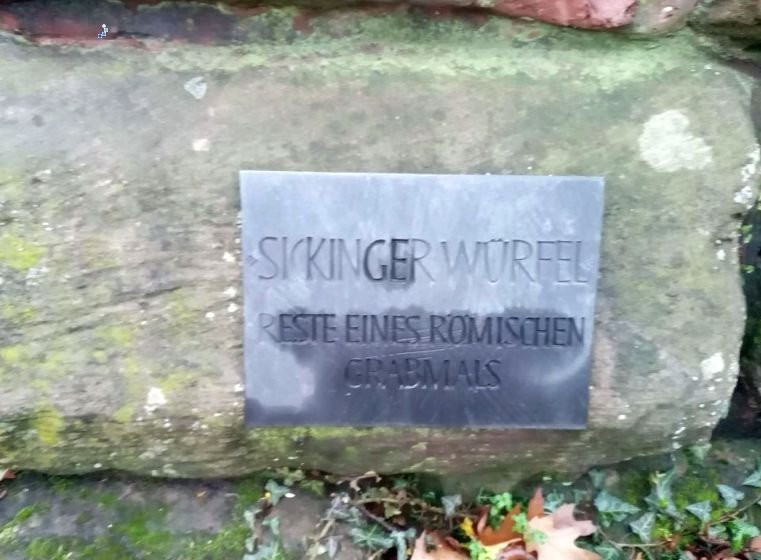 SICKINGER WÜRFEL
RESTE EINES RÖMISCHEN
GRABMALS